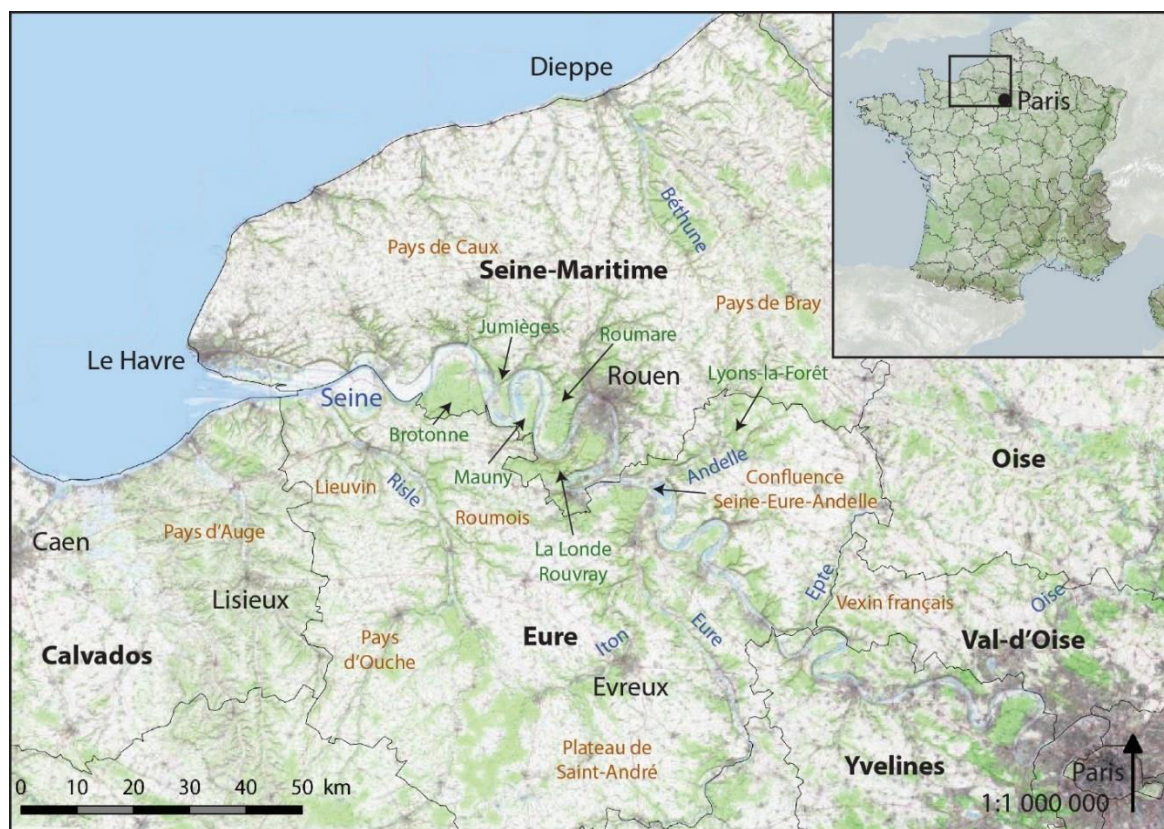 Dieppe
Paris
Béthune
Pays de Caux
Seine-Maritime
Pays de Bray
Jumièges
Roumare
Le Havre
Rouen
Lyons-la-Forêt
Seine
Brotonne
Mauny
Andelle
Oise
Confluence
Seine-Eure-Andelle
Lieuvin
Risle
Roumois
Pays d'Auge
Caen
La Londe
Rouvray
Epte
Lisieux
Vexin français
Oise
Calvados
Pays
d'Ouche
Eure
Iton
Eure
Val-d'Oise
Evreux
Plateau de
Saint-André
Yvelines
Paris
0 10 20 30 40 50 km
1:1 000 000